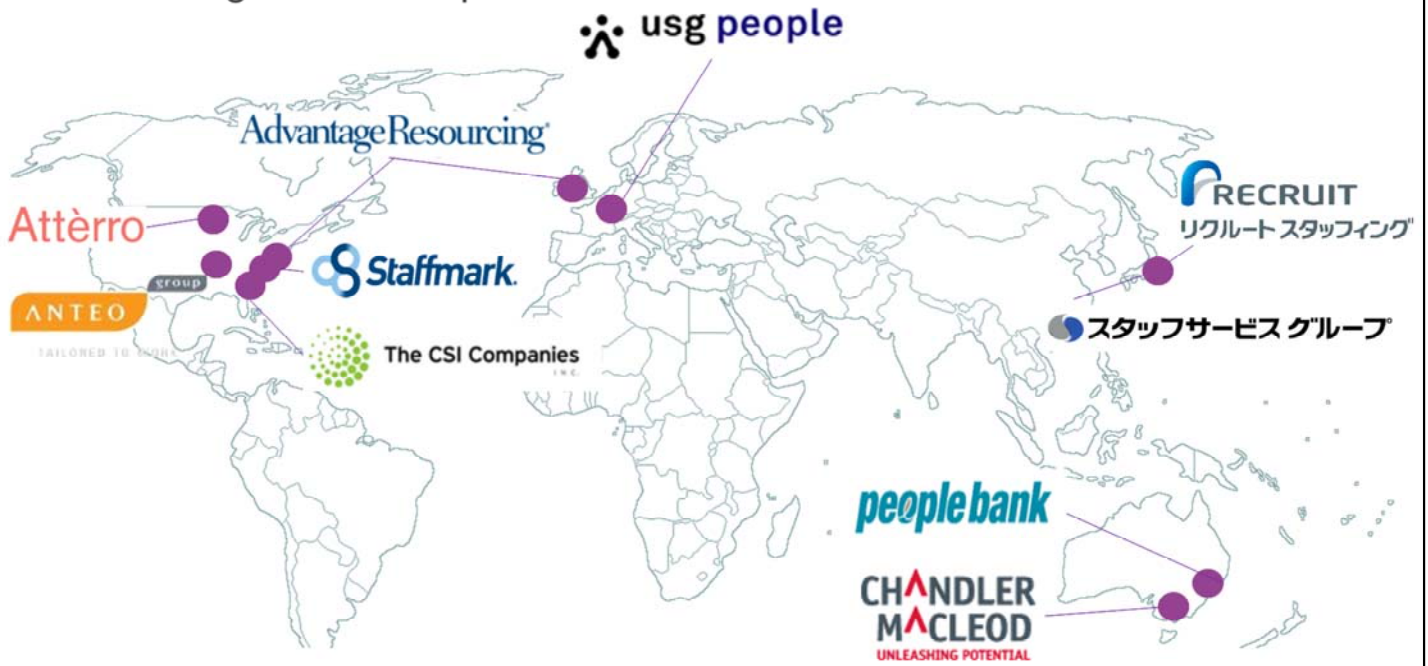 usg people
Advantage Resourcing
RECRUIT
リクルート スタッフィング
Attèrro
Staffmark.
group
ANTEO
TAILORED TO WORK
スタッフサービス グループ
The CSI Companies
INC.
peoplebank
CHANDLER
MACLEOD
UNLEASHING POTENTIAL